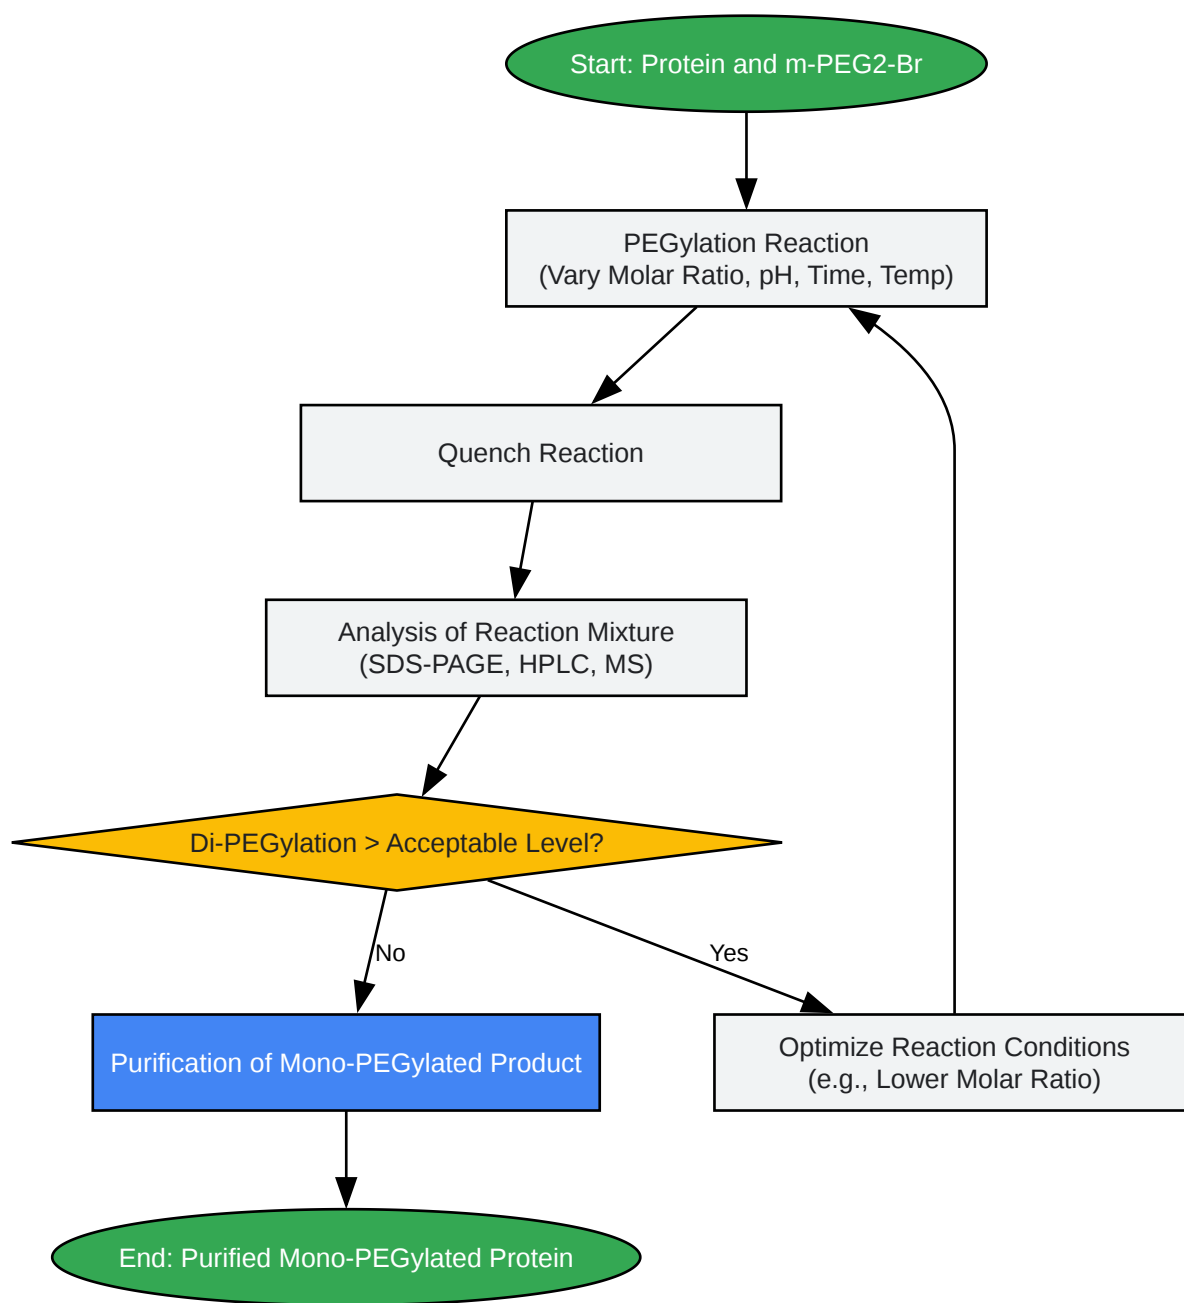 Start: Protein and m-PEG2-Br
PEGylation Reaction
(Vary Molar Ratio, pH, Time, Temp)
Quench Reaction
Analysis of Reaction Mixture
(SDS-PAGE, HPLC, MS)
Di-PEGylation > Acceptable Level?
No
Yes
Purification of Mono-PEGylated Product
Optimize Reaction Conditions
(e.g., Lower Molar Ratio)
End: Purified Mono-PEGylated Protein